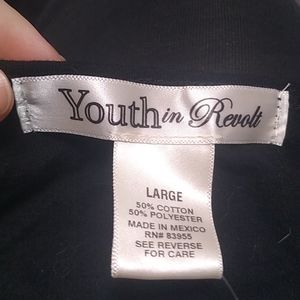 Youth in Revolt
LARGE
50% COTTON
50% POLYESTER
MADE IN MEXICO
RN# 83955
SEE REVERSE
FOR CARE